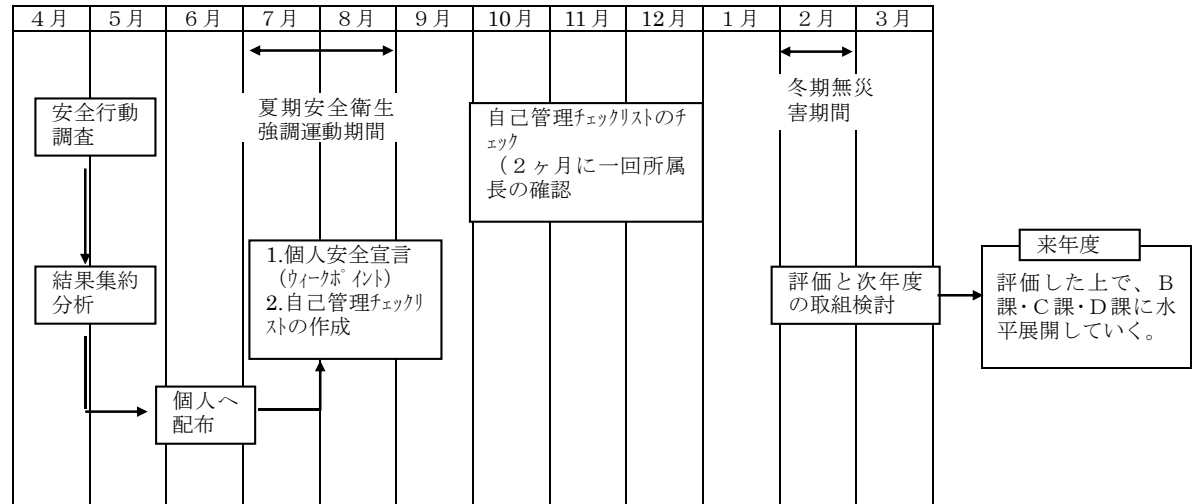 4月 5月 6月 7月 8月 9月 10月 11月 12月 1月 2月 3月
安全行動
調査
夏期安全衛生
強調運動期間
自己管理ﾁｪｯｸﾘｽﾄのﾁ
ｪｯｸ
（２ヶ月に一回所属
長の確認
冬期無災
害期間
結果集約
分析
1.個人安全宣言
(ｳｨｰｸﾎﾟｲﾝﾄ)
2.自己管理ﾁｪｯｸﾘ
ｽﾄの作成
個人へ
配布
評価と次年度
の取組検討
来年度
評価した上で、Ｂ
課・Ｃ課・Ｄ課に水
平展開していく。